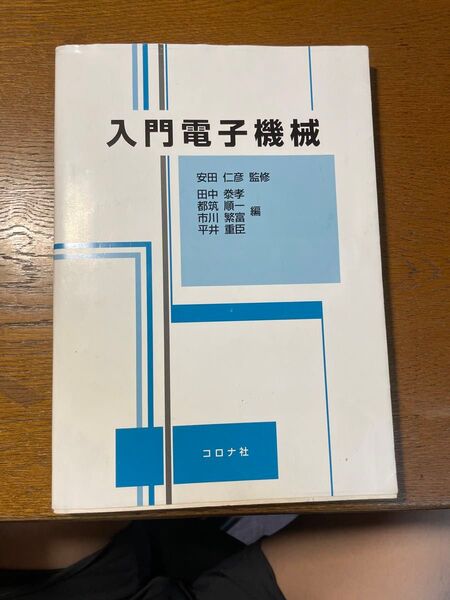 入門電子機械
安田 仁彦 監修
田中 泰孝
都筑 順一
市川 繁富
平井 重臣
編
コロナ社